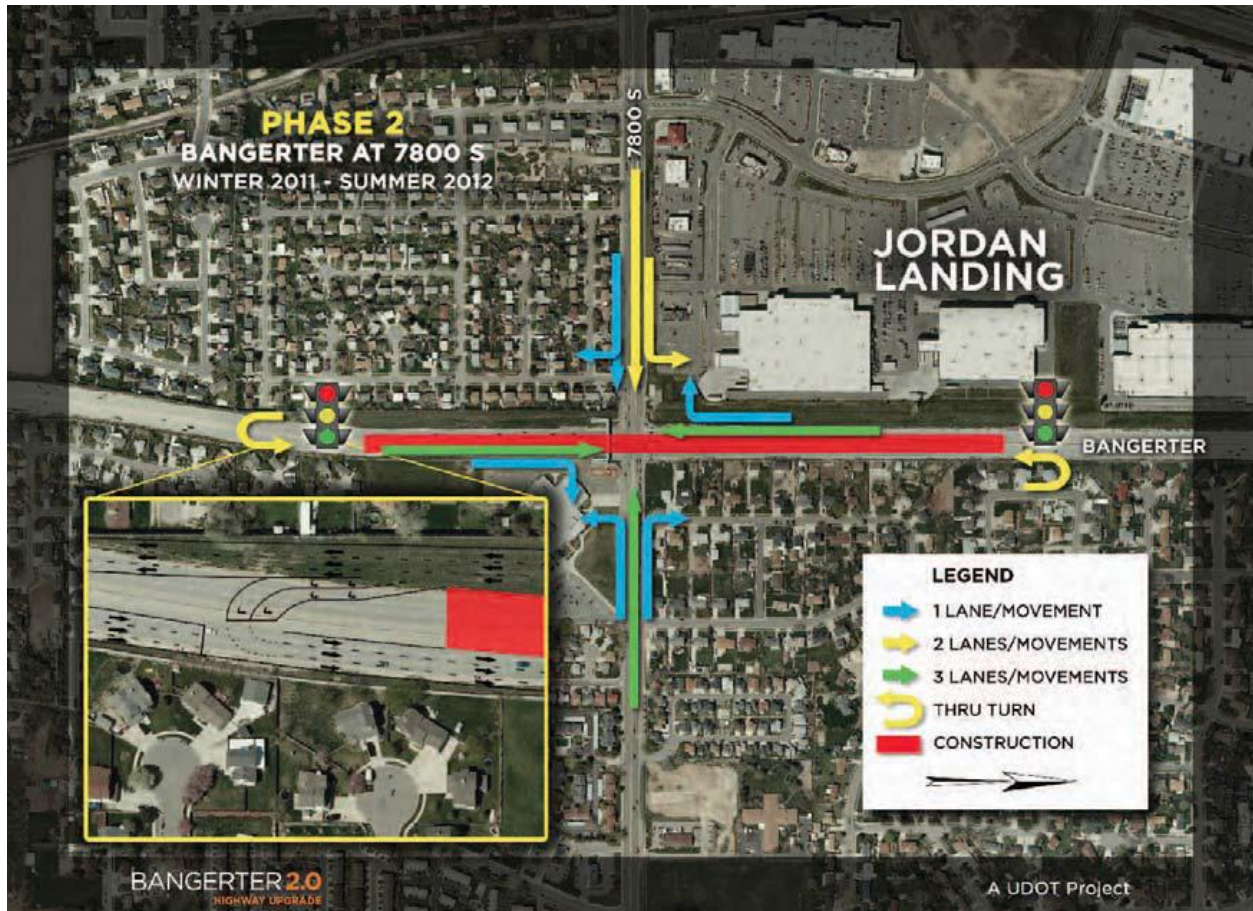 PHASE 2
BANGERTER AT 7800 S
WINTER 2011 - SUMMER 2012
7800 S
JORDAN
LANDING
BANGERTER
LEGEND
1 LANE/MOVEMENT
2 LANES/MOVEMENTS
3 LANES/MOVEMENTS
THRU TURN
CONSTRUCTION
BANGERTER 2.0
HIGHWAY UPGRADE
A UDOT Project